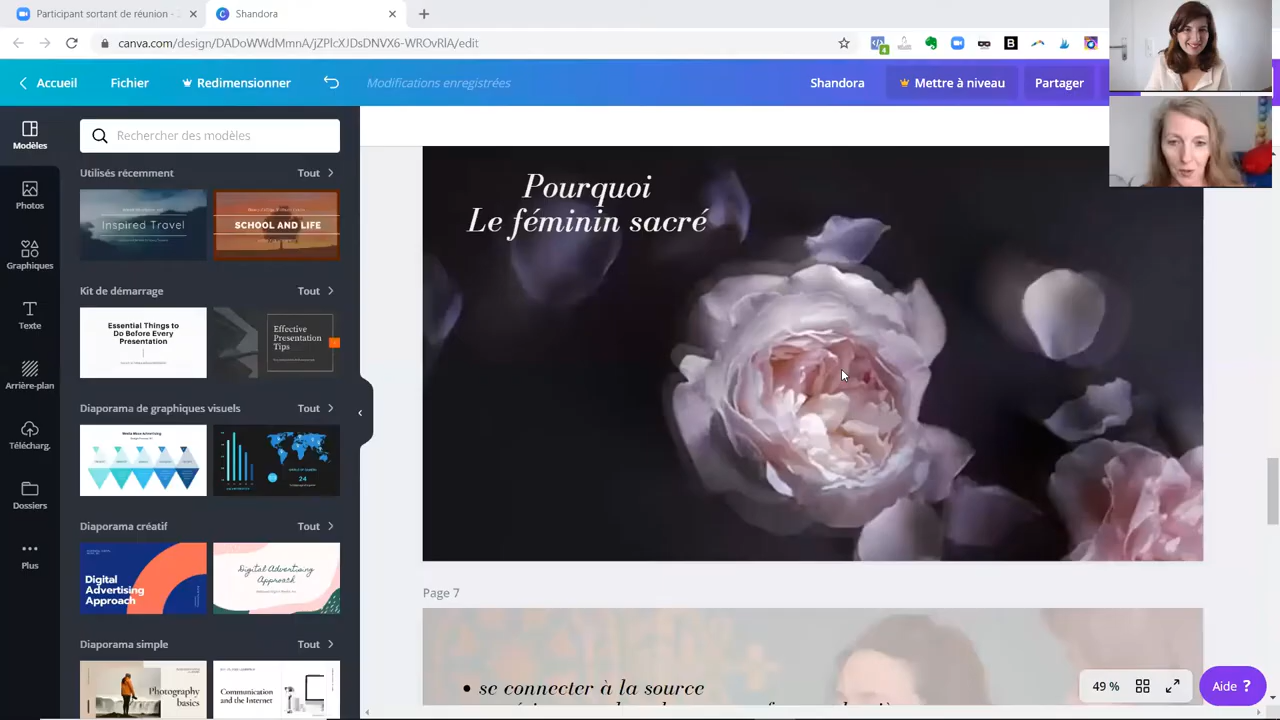 Participant sortant de réunion -
Shandora
canva.com/design/DADoWWdMmnA/jZPlcXJDsDNVX6-WROvRlA/edit
4
B
Accueil
Fichier
Redimensionner
Modifications enregistrées
Shandora
Mettre à niveau
Partager
Modèles
Photos
Graphiques
Texte
Arrière-plan
Télécharg.
Dossiers
Plus
Rechercher des modèles
Utilisés récemment
Tout
Inspired Travel
SCHOOL AND LIFE
Kit de démarrage
Tout
Essential Things to
Do Before Every
Presentation
Effective
Presentation
Tips
Diaporama de graphiques visuels
Tout
24
Diaporama créatif
Tout
Digital
Advertising
Approach
Digital Advertising
Approach
Diaporama simple
Tout
Photography
basics
Communication
and the Internet
Pourquoi
Le féminin sacré
Page 7
• se connecter à la source
49 %
Aide ?